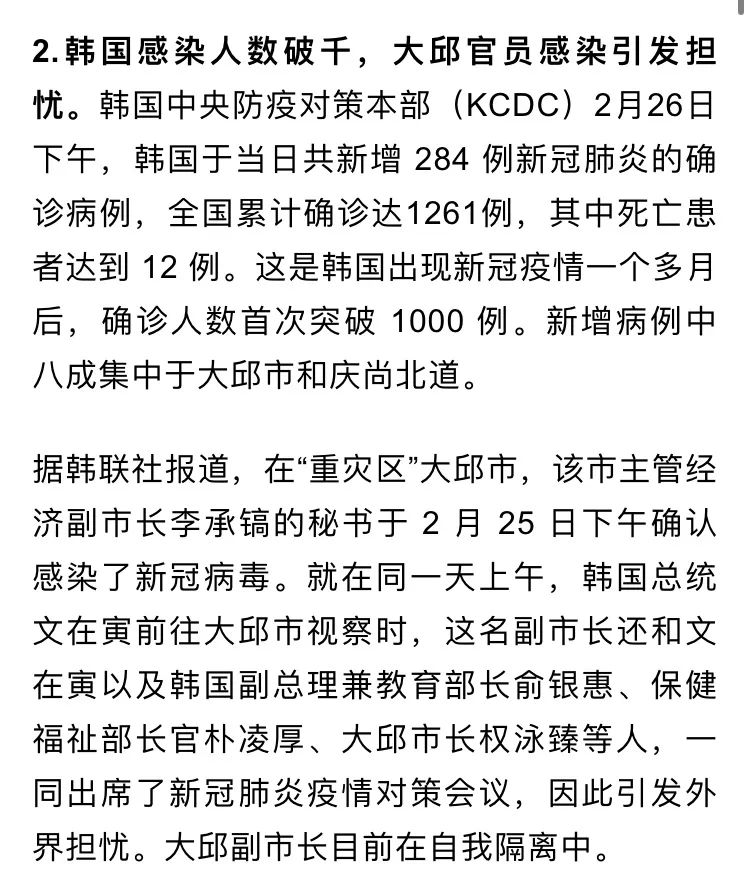 2.韩国感染人数破千，大邱官员感染引发担
忧。韩国中央防疫对策本部（KCDC）2月26日
下午，韩国于当日共新增 284 例新冠肺炎的确
诊病例，全国累计确诊达1261例，其中死亡患
者达到 12 例。这是韩国出现新冠疫情一个多月
后，确诊人数首次突破 1000 例。新增病例中
八成集中于大邱市和庆尚北道。
据韩联社报道，在“重灾区”大邱市，该市主管经
济副市长李承镐的秘书于 2 月 25 日下午确认
感染了新冠病毒。就在同一天上午，韩国总统
文在寅前往大邱市视察时，这名副市长还和文
在寅以及韩国副总理兼教育部长俞银惠、保健
福祉部长官朴凌厚、大邱市长权泳臻等人，一
同出席了新冠肺炎疫情对策会议，因此引发外
界担忧。大邱副市长目前在自我隔离中。